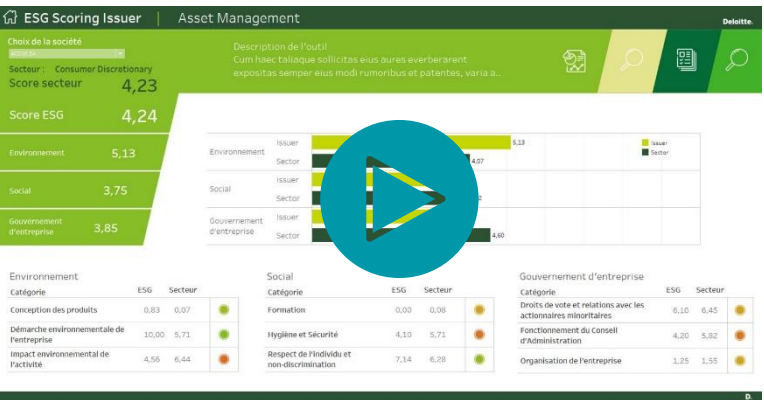 ESG Scoring Issuer | Asset Management
Deloitte.
Choix de la société
Secteur : Consumer Discretionary
Score secteur 4,23
Score ESG 4,24
Environnement 5,13
Social 3,75
Gouvernement
d'entreprise 3,85
Description de l'outil
Cum haec taliaque sollicitas eius aures everberarent
expositas semper eius modi rumoribus et patentes, varia a...
Environnement
Issuer 5,13
Sector 4,07
Social
Issuer
Sector
Gouvernement
d'entreprise
Issuer
Sector 4,60
Issuer
Sector
Environnement
Catégorie ESG Secteur
Conception des produits 0,83 0,07
Démarche environnementale de
l'entreprise 10,00 5,71
Impact environnemental de
l'activité 4,56 6,44
Social
Catégorie ESG Secteur
Formation 0,00 0,08
Hygiène et Sécurité 4,10 5,71
Respect de l'individu et
non-discrimination 7,14 6,28
Gouvernement d'entreprise
Catégorie ESG Secteur
Droits de vote et relations avec les
actionnaires minoritaires 6,10 6,45
Fonctionnement du Conseil
d'Administration 4,20 5,82
Organisation de l'entreprise 1,25 1,55
D.